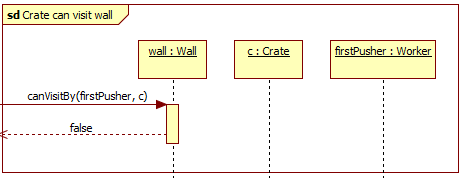 sd Crate can visit wall
wall : Wall
c : Crate
firstPusher : Worker
canVisitBy(firstPusher, c)
false